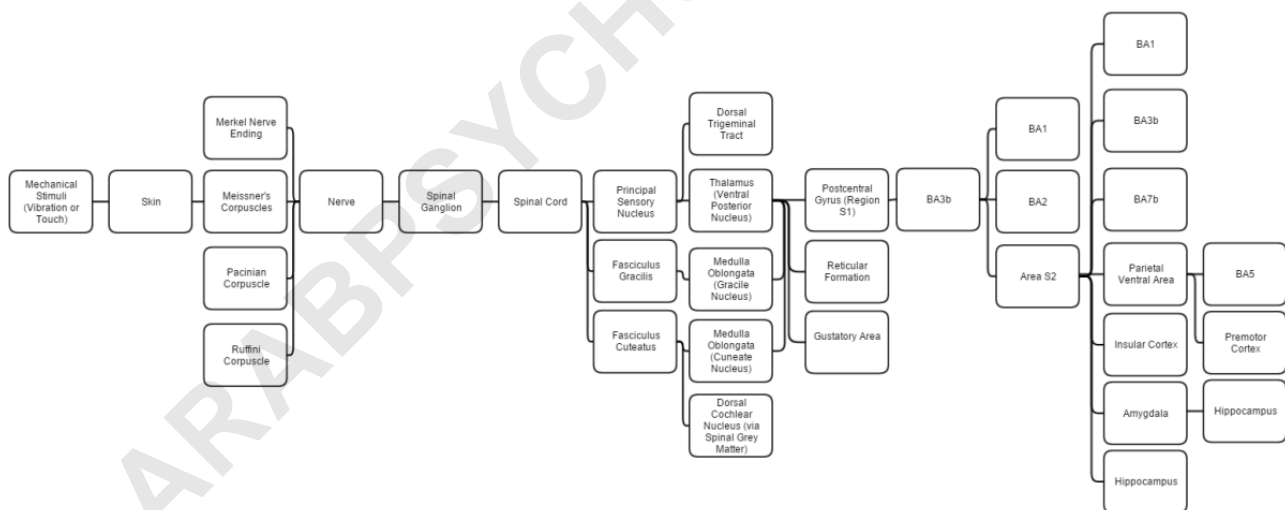 Mechanical
Stimuli
(Vibration or
Touch)
Skin
Merkel Nerve
Ending
Meissner's
Corpuscles
Pacinian
Corpuscle
Ruffini
Corpuscle
Nerve
Spinal
Ganglion
Spinal Cord
Principal
Sensory
Nucleus
Fasciculus
Gracilis
Fasciculus
Cuteatus
Dorsal
Trigeminal
Tract
Thalamus
(Ventral
Posterior
Nucleus)
Medulla
Oblongata
(Gracile
Nucleus)
Medulla
Oblongata
(Cuneate
Nucleus)
Dorsal
Cochlear
Nucleus (via
Spinal Grey
Matter)
Postcentral
Gyrus (Region
S1)
Reticular
Formation
Gustatory Area
BA3b
BA1
BA2
Area S2
BA1
BA3b
BA7b
Parietal
Ventral Area
Insular Cortex
Amygdala
Hippocampus
BA5
Premotor
Cortex
Hippocampus
ARABPSYCH